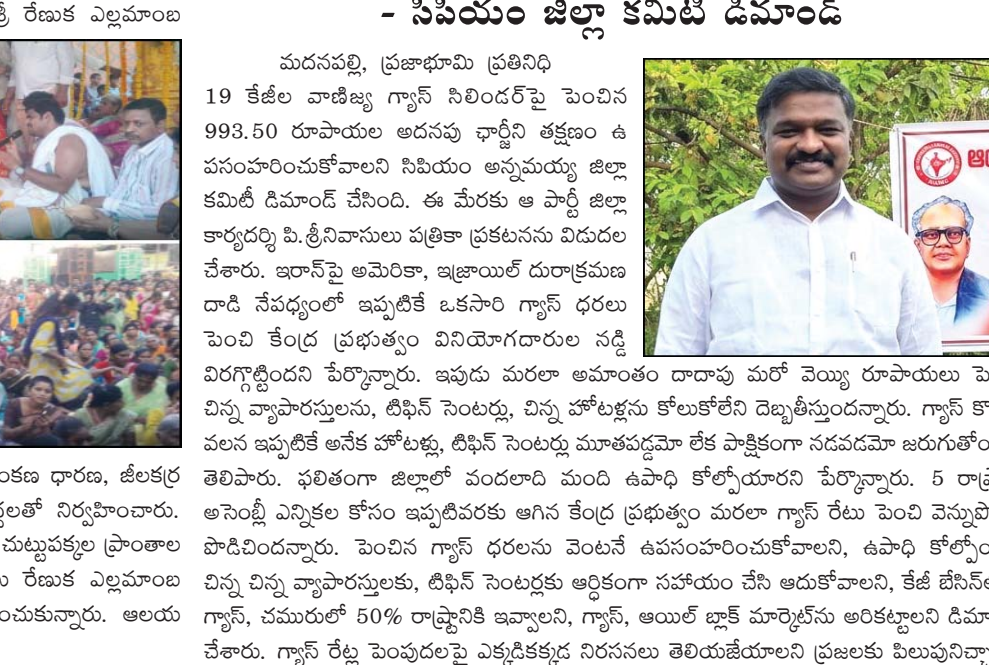 శ్రీ రేణుక ఎల్లమాంబ
ంకణ ధారణ, జీలకర్ర
ద్ధలతో నిర్వహించారు.
చుట్టుపక్కల ప్రాంతాల
రేణుక ఎల్లమాంబ
ంచుకున్నారు. ఆలయ
- సిపియం జిల్లా కమిటీ డిమాండ్
మదనపల్లి, ప్రజాభూమి ప్రతినిధి
19 కేజీల వాణిజ్య గ్యాస్ సిలిండర్‌పై పెంచిన
993.50 రూపాయల అదనపు ఛార్జీని తక్షణం ఉ
పసంహరించుకోవాలని సిపియం అన్నమయ్య జిల్లా
కమిటీ డిమాండ్ చేసింది. ఈ మేరకు ఆ పార్టీ జిల్లా
కార్యదర్శి పి.శ్రీనివాసులు పత్రికా ప్రకటనను విడుదల
చేశారు. ఇరాన్‌పై అమెరికా, ఇజ్రాయిల్ దురాక్రమణ
దాడి నేపధ్యంలో ఇప్పటికే ఒకసారి గ్యాస్ ధరలు
పెంచి కేంద్ర ప్రభుత్వం వినియోగదారుల నడ్డి
విరగ్గొట్టిందని పేర్కొన్నారు. ఇపుడు మరలా అమాంతం దాదాపు మరో వెయ్యి రూపాయలు పె
చిన్న వ్యాపారస్తులను, టిఫిన్ సెంటర్లు, చిన్న హోటళ్లను కోలుకోలేని దెబ్బతీస్తుందన్నారు. గ్యాస్ కొ
వలన ఇప్పటికే అనేక హోటళ్లు, టిఫిన్ సెంటర్లు మూతపడ్డమో లేక పాక్షికంగా నడవడమో జరుగుతోం
తెలిపారు. ఫలితంగా జిల్లాలో వందలాది మంది ఉపాధి కోల్పోయారని పేర్కొన్నారు. 5 రాష్ట్ర
అసెంబ్లీ ఎన్నికల కోసం ఇప్పటివరకు ఆగిన కేంద్ర ప్రభుత్వం మరలా గ్యాస్ రేటు పెంచి వెన్నుపో
పొడిచిందన్నారు. పెంచిన గ్యాస్ ధరలను వెంటనే ఉపసంహరించుకోవాలని, ఉపాధి కోల్పోయ
చిన్న చిన్న వ్యాపారస్తులకు, టిఫిన్ సెంటర్లకు ఆర్ధికంగా సహాయం చేసి ఆదుకోవాలని, కేజీ బేసిన్‌ల
గ్యాస్, చమురులో 50% రాష్ట్రానికి ఇవ్వాలని, గ్యాస్, ఆయిల్ బ్లాక్ మార్కెట్‌ను అరికట్టాలని డిమా
చేశారు. గ్యాస్ రేట్ల పెంపుదలపై ఎక్కడికక్కడ నిరసనలు తెలియజేయాలని ప్రజలకు పిలుపునిచ్చా